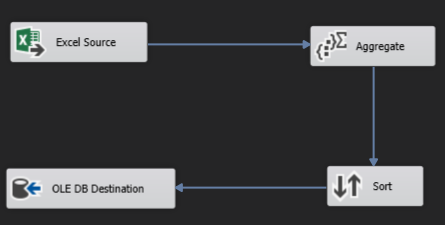 Excel Source
Aggregate
Sort
OLE DB Destination